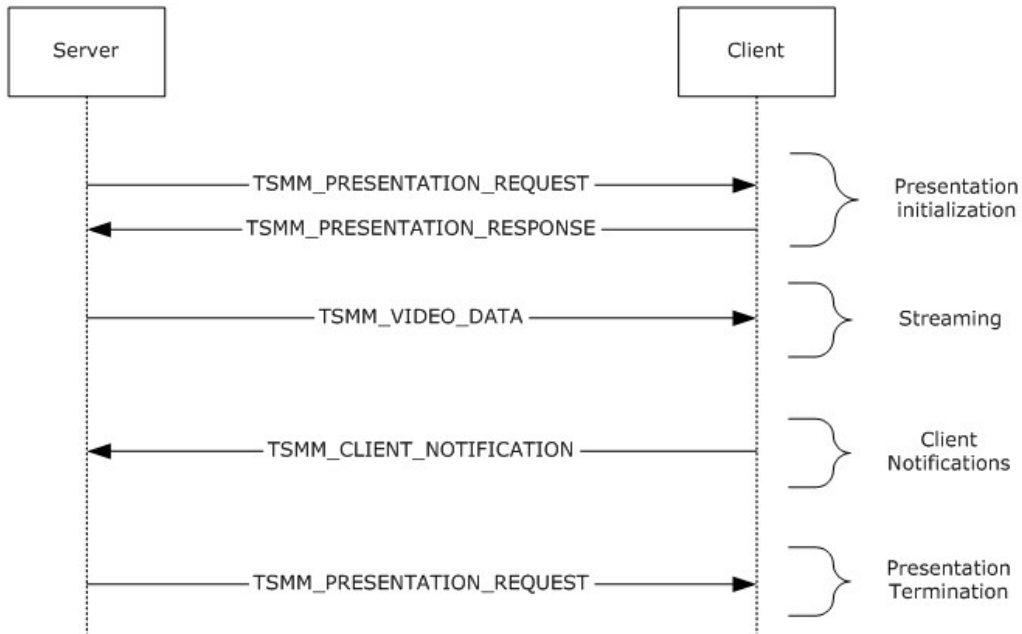 Server
Client
TSMM_PRESENTATION_REQUEST
Presentation
initialization
TSMM_PRESENTATION_RESPONSE
TSMM_VIDEO_DATA
Streaming
TSMM_CLIENT_NOTIFICATION
Client
Notifications
TSMM_PRESENTATION_REQUEST
Presentation
Termination